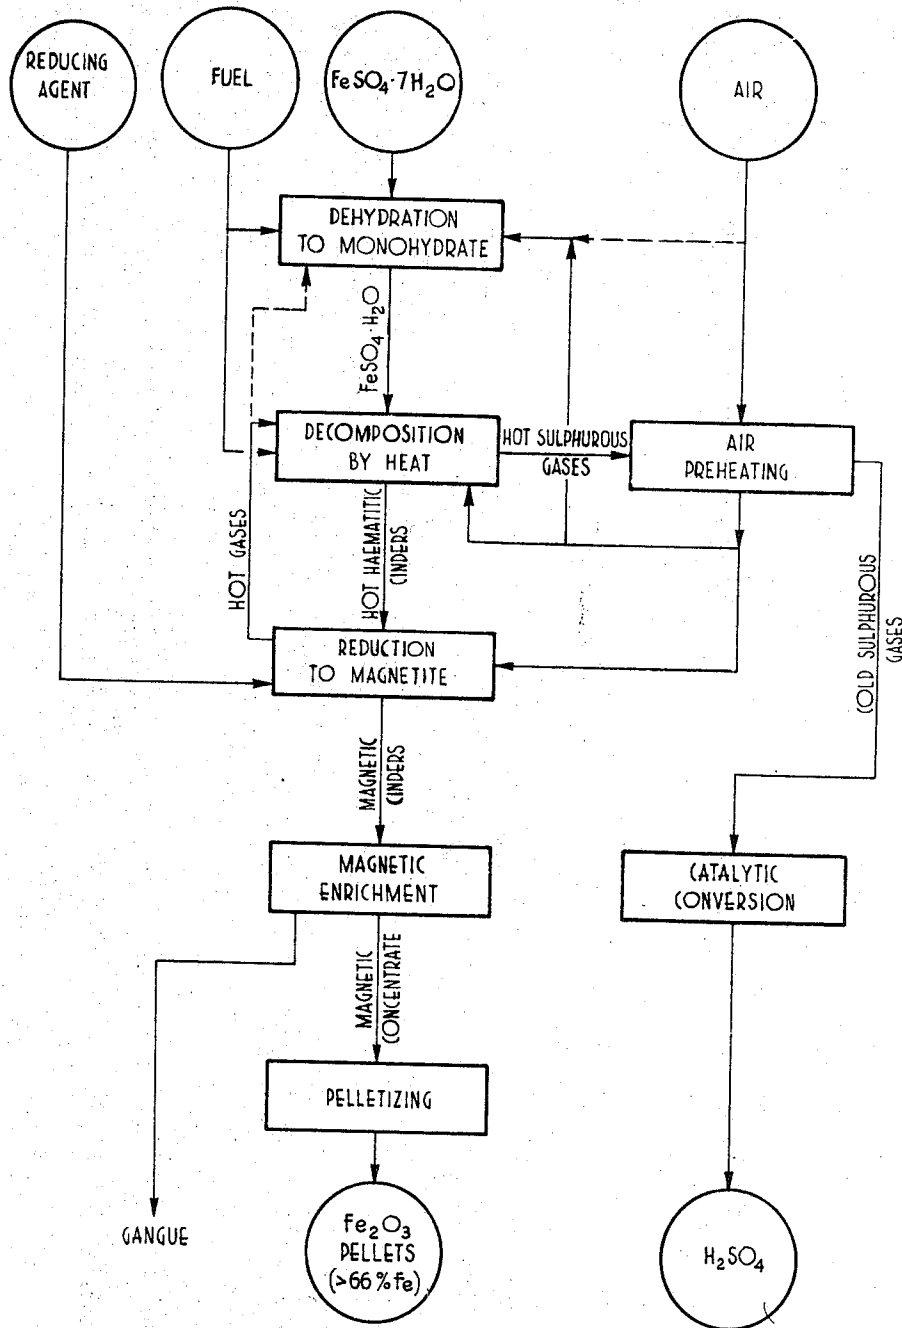 REDUCING
AGENT
FUEL
FeSO₄·7H₂O
AIR
DEHYDRATION
TO MONOHYDRATE
FeSO₄·H₂O
DECOMPOSITION
BY HEAT
HOT SULPHUROUS
GASES
AIR
PREHEATING
HOT GASES
HOT HAEMATITIC
CINDERS
COLD SULPHUROUS
GASES
REDUCTION
TO MAGNETITE
MAGNETIC
CINDERS
MAGNETIC
ENRICHMENT
CATALYTIC
CONVERSION
MAGNETIC
CONCENTRATE
PELLETIZING
GANGUE
Fe₂O₃
PELLETS
(>66%fe)
H₂SO₄